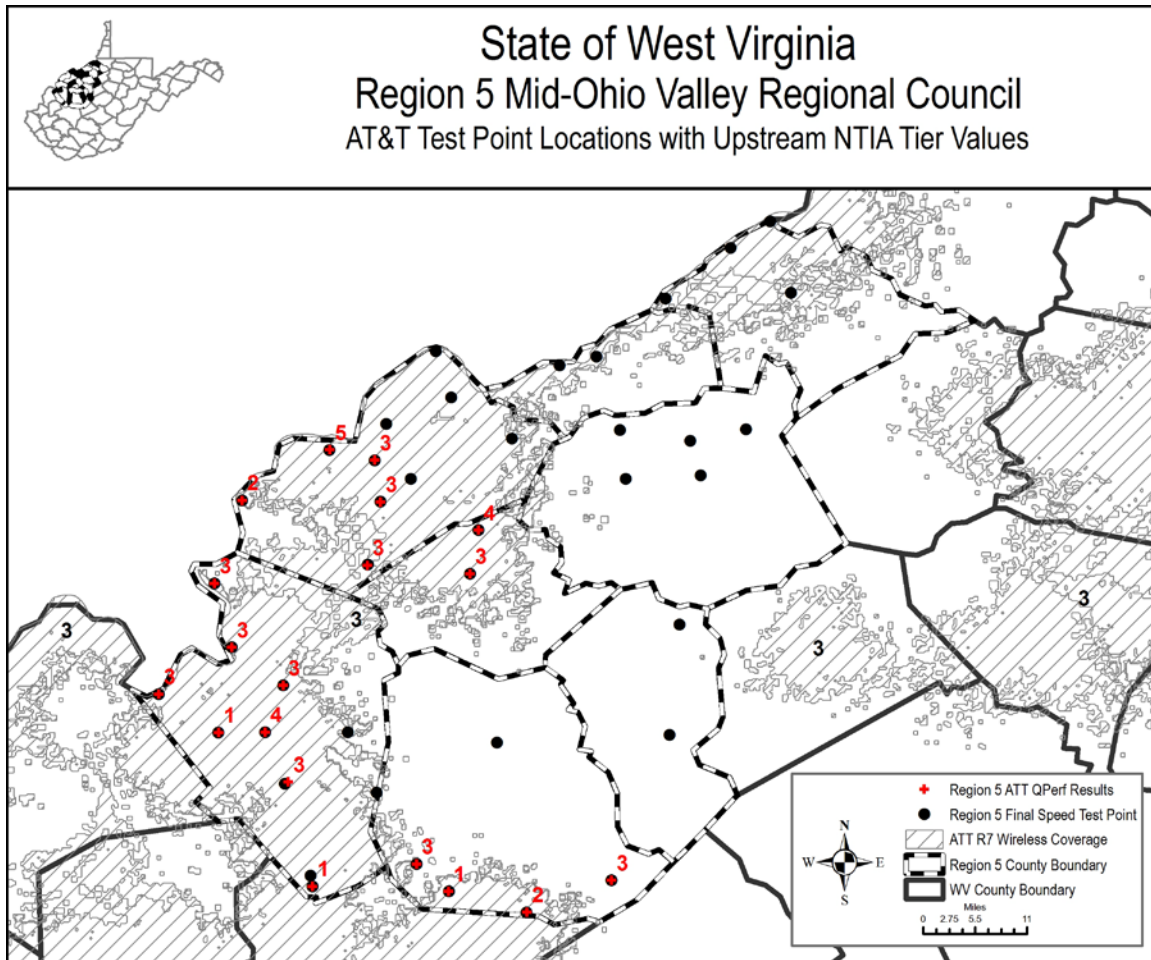 State of West Virginia
Region 5 Mid-Ohio Valley Regional Council
AT&T Test Point Locations with Upstream NTIA Tier Values
5
3
2
3
4
3
3
3
3
3
3
3
3
3
3
1
4
3
1
3
1
3
2
N
W E
S
Region 5 ATT QPerf Results
Region 5 Final Speed Test Point
ATT R7 Wireless Coverage
Region 5 County Boundary
WV County Boundary
Miles
0 2.75 5.5 11